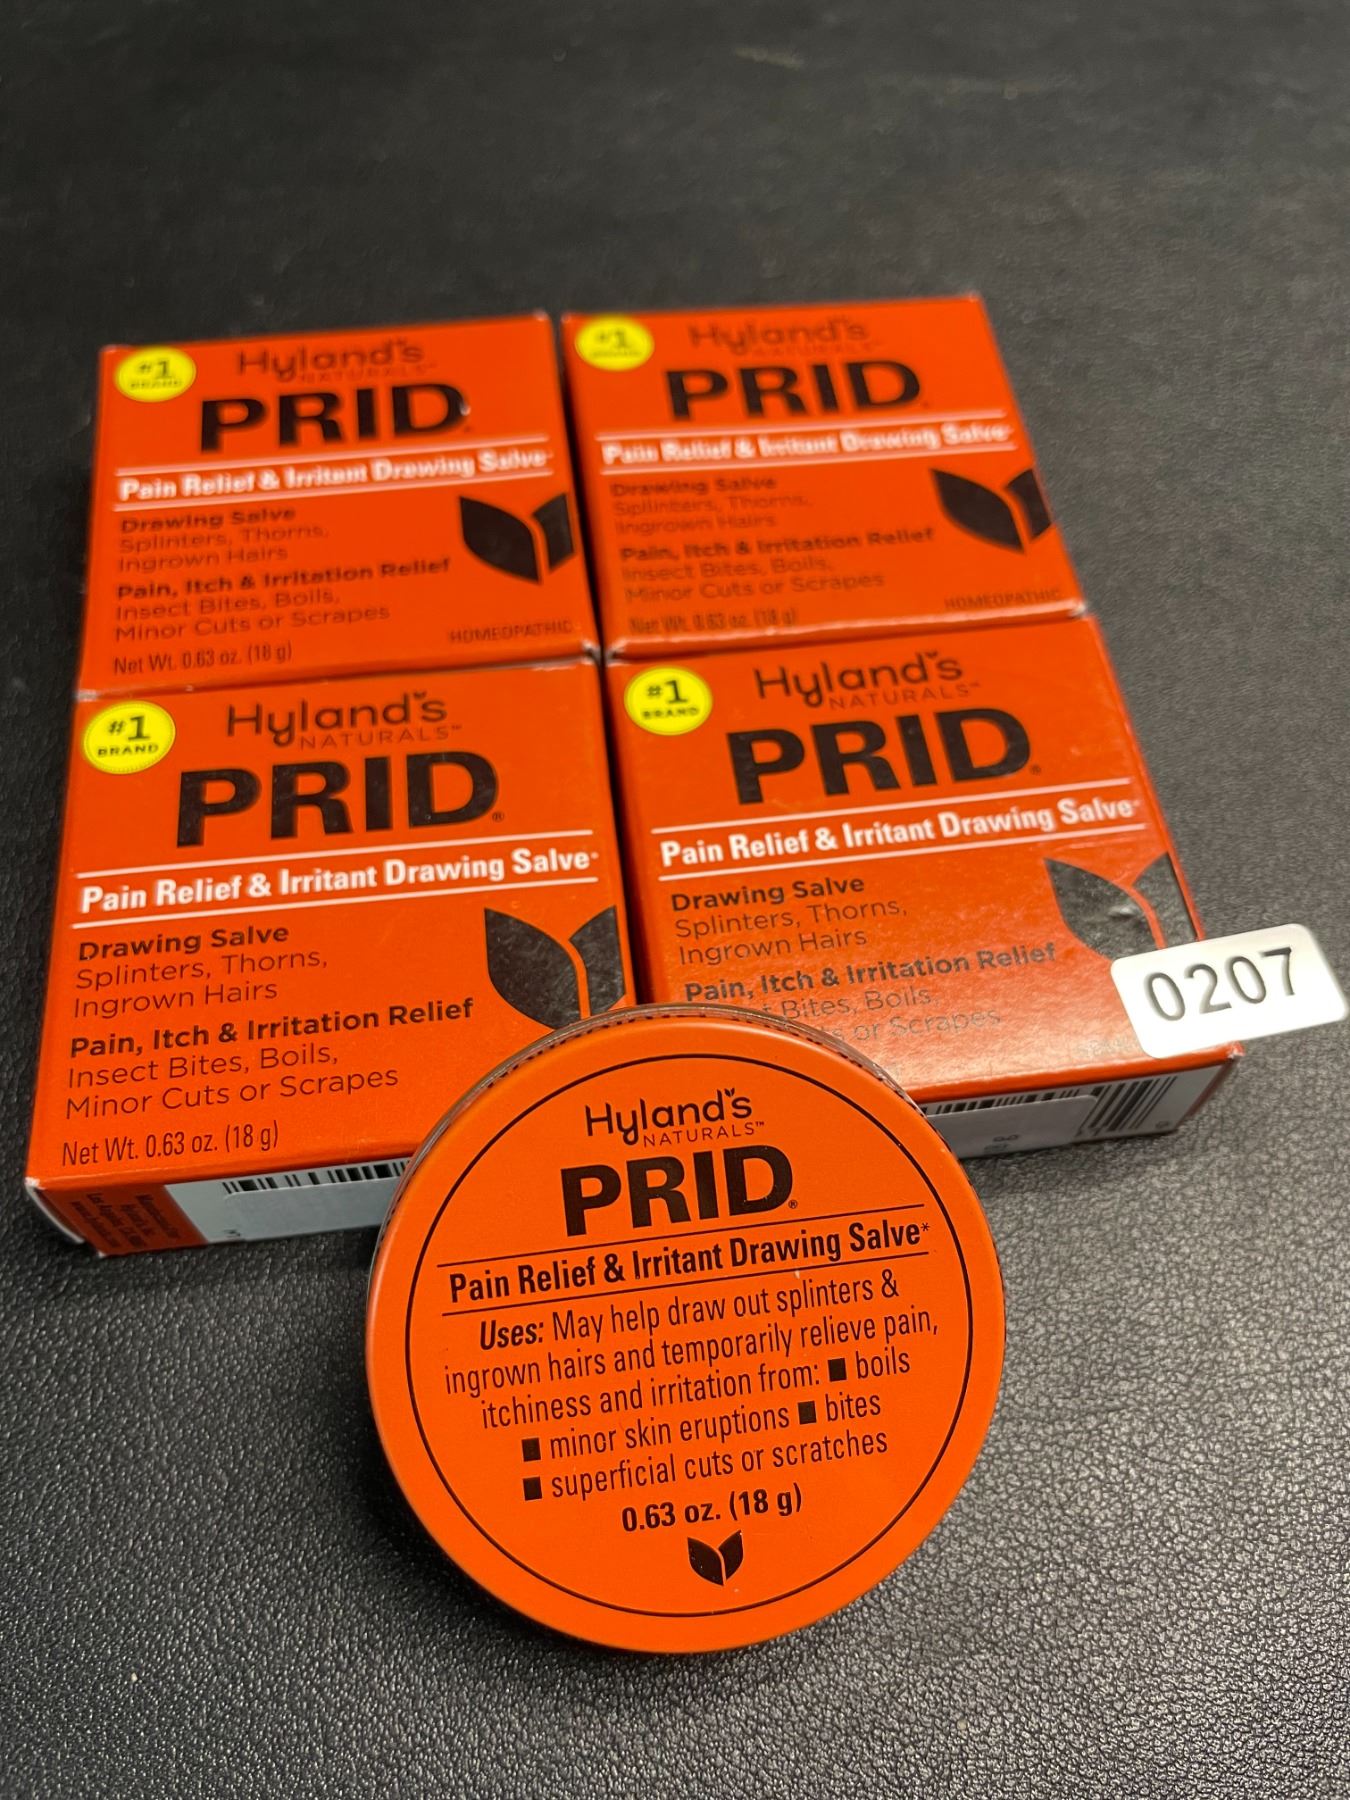 #1
BRAND
Hyland's
NATURALS™
PRID®
Pain Relief & Irritant Drawing Salve*
Drawing Salve
Splinters, Thorns,
Ingrown Hairs
Pain, Itch & Irritation Relief
Insect Bites, Boils,
Minor Cuts or Scrapes
HOMEOPATHIC
Net Wt. 0.63 oz. (18 g)
#1
BRAND
Hyland's
NATURALS™
PRID
Pain Relief & Irritant Drawing Salve*
Drawing Salve
Splinters, Thorns,
Ingrown Hairs
Pain, Itch & Irritation Relief
Insect Bites, Boils,
Minor Cuts or Scrapes
HOMEOPATHIC
Net Wt. 0.63 oz. (18 g)
#1
BRAND
Hyland's
NATURALS™
PRID®
Pain Relief & Irritant Drawing Salve*
Drawing Salve
Splinters, Thorns,
Ingrown Hairs
Pain, Itch & Irritation Relief
Insect Bites, Boils,
Minor Cuts or Scrapes
Net Wt. 0.63 oz. (18 g)
#1
BRAND
Hyland's
NATURALS™
PRID®
Pain Relief & Irritant Drawing Salve*
Drawing Salve
Splinters, Thorns,
Ingrown Hairs
Pain, Itch & Irritation Relief
Bites, Boils,
or Scrapes
0207
Hyland's
NATURALS™
PRID®
Pain Relief & Irritant Drawing Salve*
Uses: May help draw out splinters &
ingrown hairs and temporarily relieve pain,
itchiness and irritation from: ■ boils
■ minor skin eruptions ■ bites
■ superficial cuts or scratches
0.63 oz. (18 g)